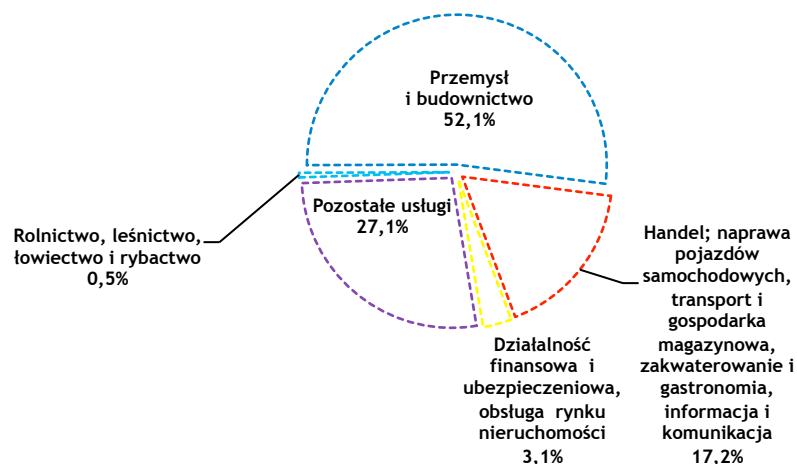 Przemysł
i budownictwo
52,1%
Pozostałe usługi
27,1%
Rolnictwo, leśnictwo,
łowiectwo i rybactwo
0,5%
Handel; naprawa
pojazdów
samochodowych,
transport i
gospodarka
magazynowa,
zakwaterowanie i
gastronomia,
informacja i
komunikacja
17,2%
Działalność
finansowa i
ubezpieczeniowa,
obsługa rynku
nieruchomości
3,1%